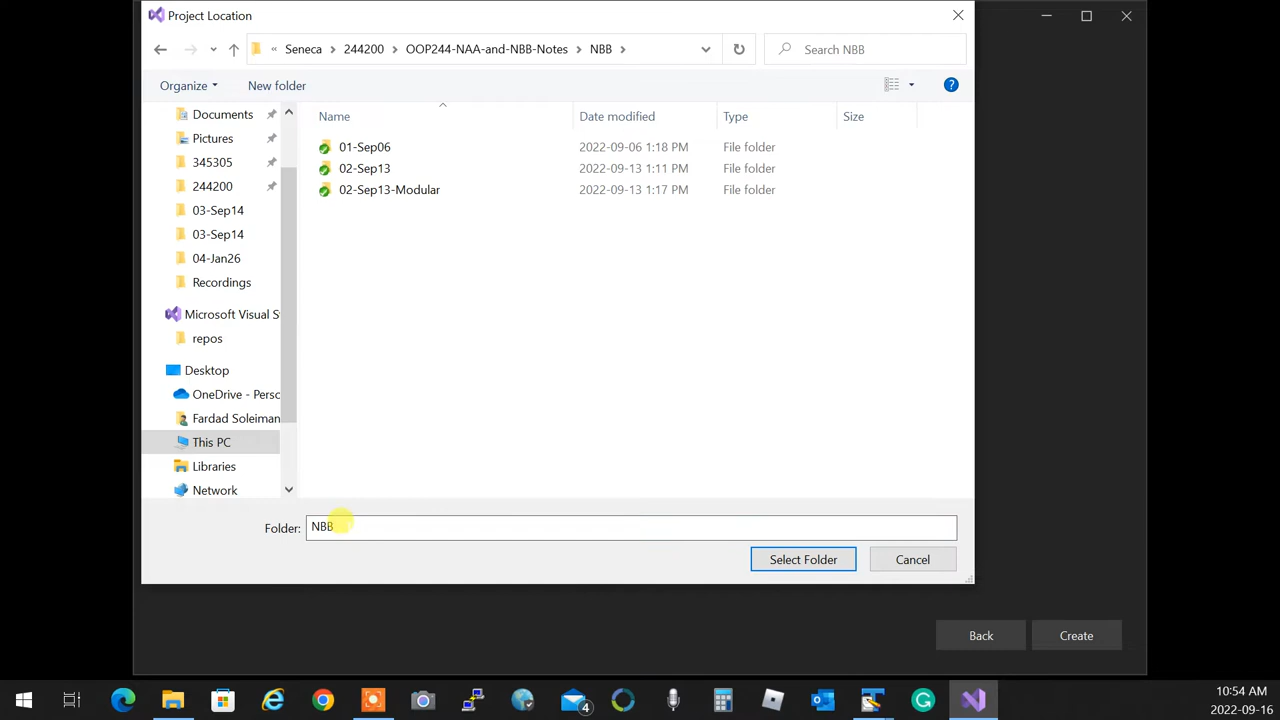 Project Location
« Seneca > 244200 > OOP244-NAA-and-NBB-Notes > NBB >
Search NBB
Organize
New folder
Name
Date modified
Type
Size
Documents
Pictures
345305
244200
03-Sep14
03-Sep14
04-Jan26
Recordings
Microsoft Visual S
repos
Desktop
OneDrive - Perso
Fardad Soleiman
This PC
Libraries
Network
01-Sep06 2022-09-06 1:18 PM File folder
02-Sep13 2022-09-13 1:11 PM File folder
02-Sep13-Modular 2022-09-13 1:17 PM File folder
Folder: NBB
Select Folder
Cancel
Back
Create
4
10:54 AM
2022-09-16